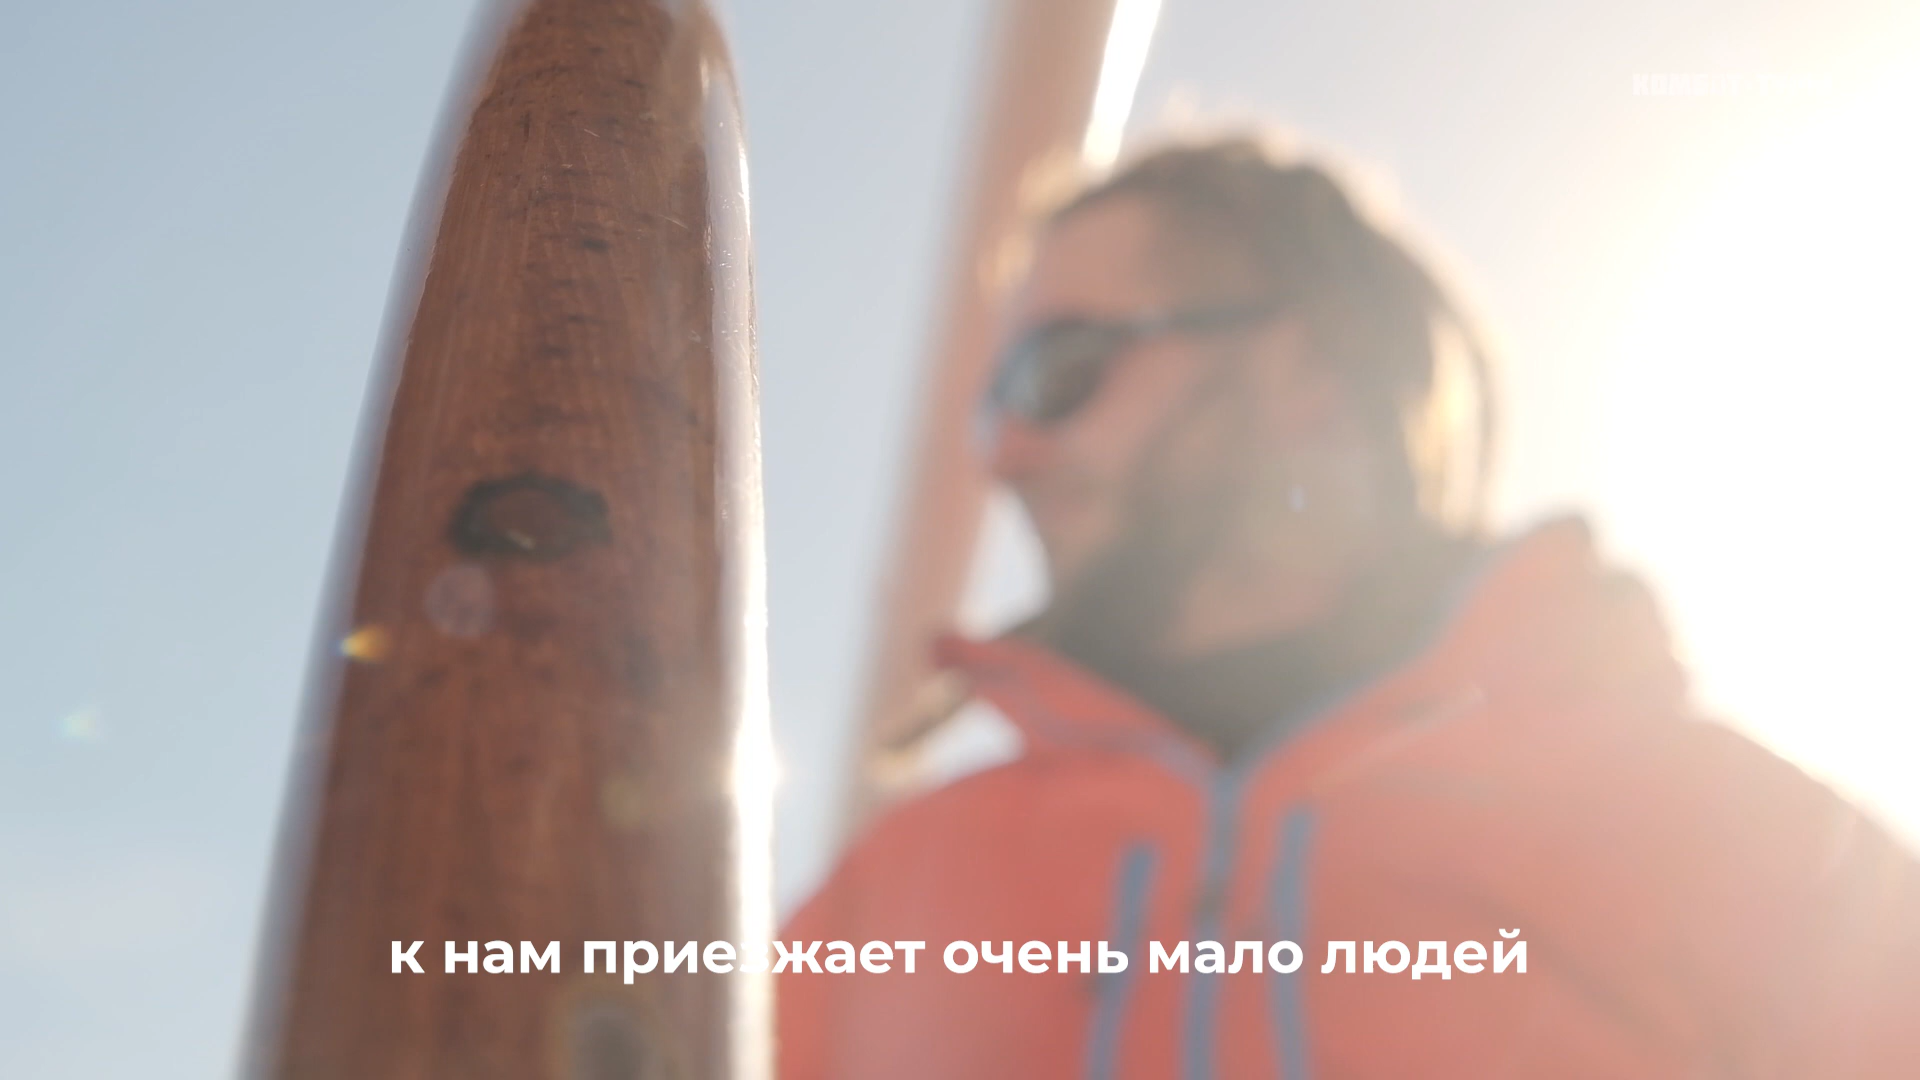 к нам приезжает очень мало людей